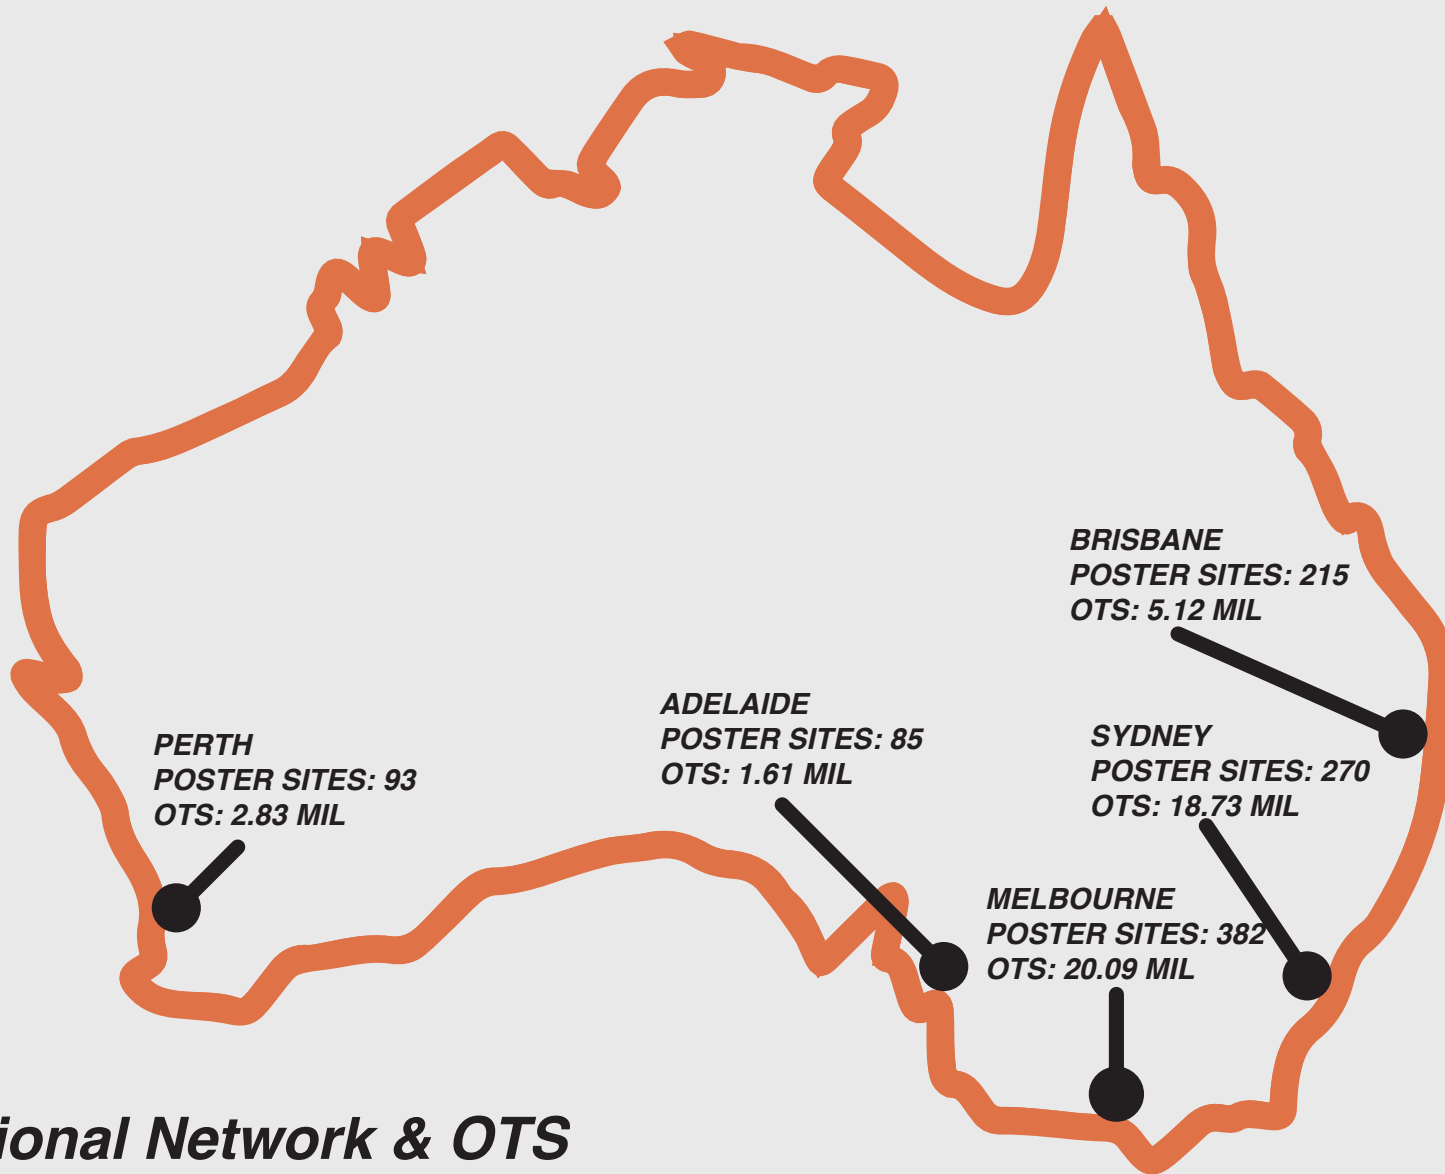 BRISBANE
POSTER SITES: 215
OTS: 5.12 MIL
ADELAIDE
POSTER SITES: 85
OTS: 1.61 MIL
SYDNEY
POSTER SITES: 270
OTS: 18.73 MIL
PERTH
POSTER SITES: 93
OTS: 2.83 MIL
MELBOURNE
POSTER SITES: 382
OTS: 20.09 MIL
ional Network & OTS